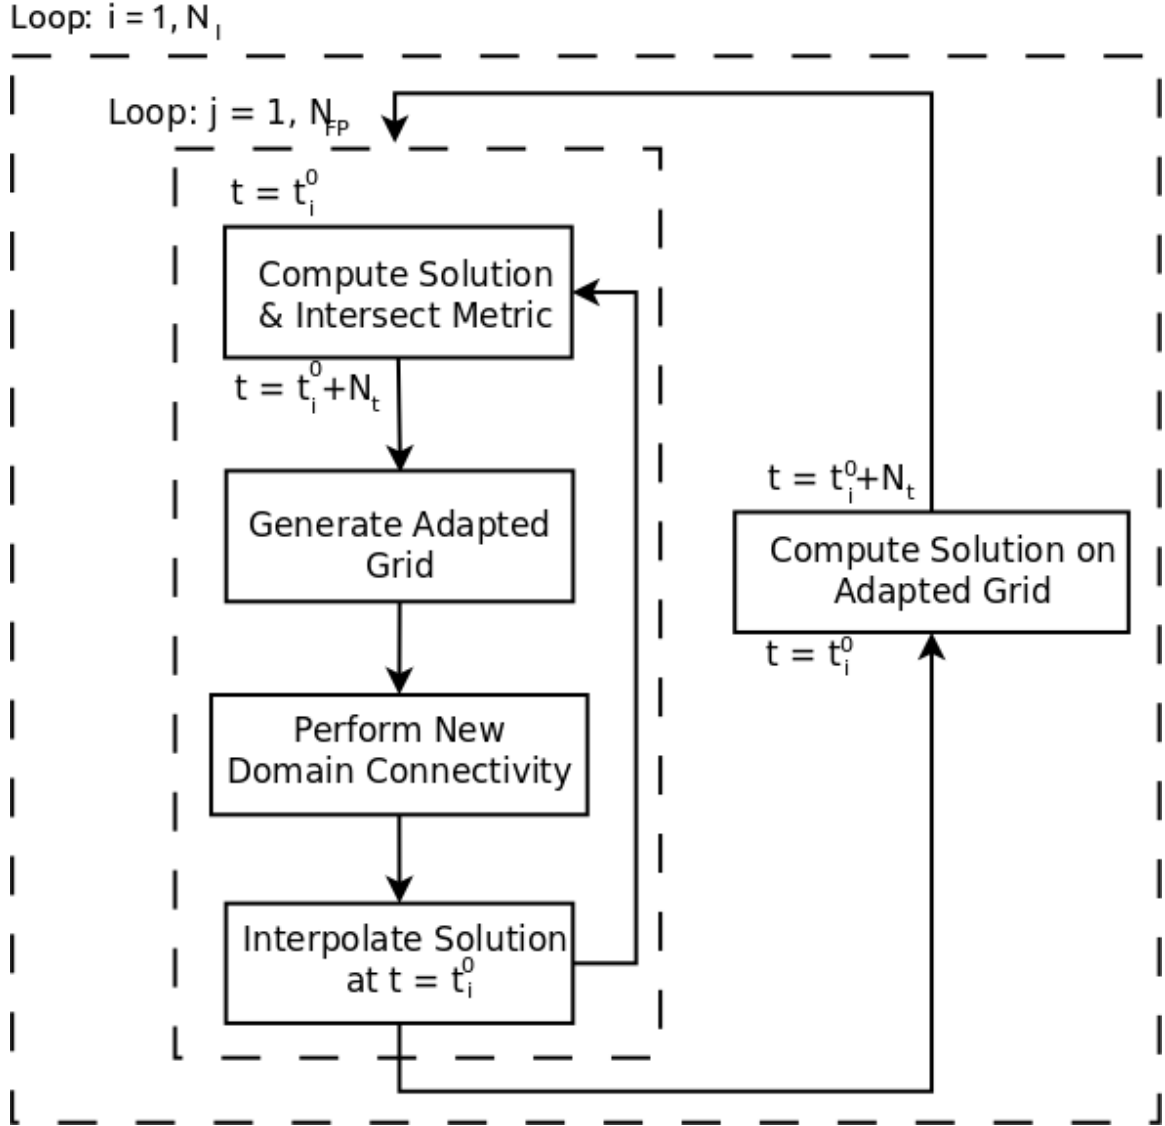 Loop: i = 1, N_I
Loop: j = 1, N_FP
t = t_i^0
Compute Solution
& Intersect Metric
t = t_i^0+N_t
Generate Adapted
Grid
Perform New
Domain Connectivity
Interpolate Solution
at t = t_i^0
t = t_i^0+N_t
Compute Solution on
Adapted Grid
t = t_i^0